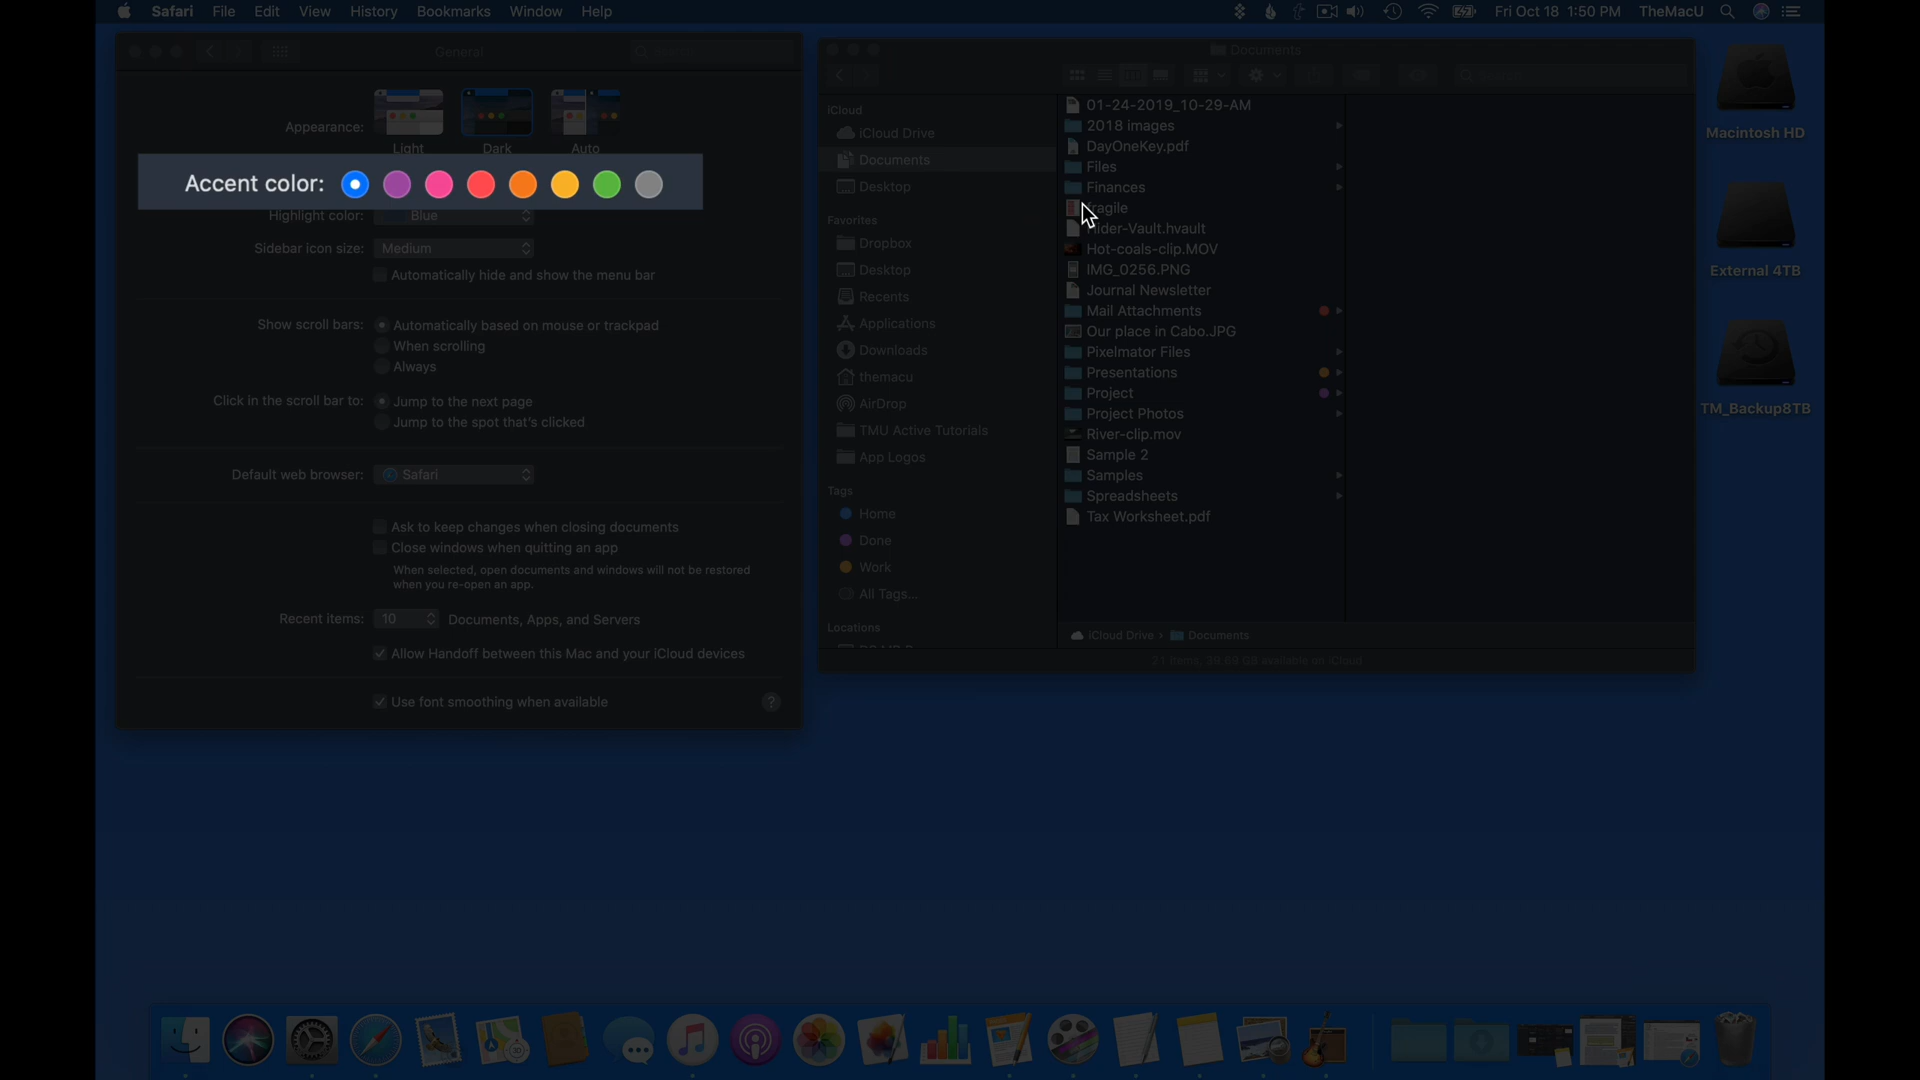 Safari File Edit View History Bookmarks Window Help
Fri Oct 18 1:50 PM TheMacU
General
Appearance:
Light Dark Auto
Accent color:
Highlight color: Blue
Sidebar icon size: Medium
Automatically hide and show the menu bar
Show scroll bars: Automatically based on mouse or trackpad
When scrolling
Always
Click in the scroll bar to: Jump to the next page
Jump to the spot that's clicked
Default web browser: Safari
Ask to keep changes when closing documents
Close windows when quitting an app
When selected, open documents and windows will not be restored
when you re-open an app.
Recent items: 10 Documents, Apps, and Servers
Allow Handoff between this Mac and your iCloud devices
Use font smoothing when available
?
Documents
iCloud
iCloud Drive
Documents
Desktop
Favorites
Dropbox
Desktop
Recents
Applications
Downloads
themacu
AirDrop
TMU Active Tutorials
App Logos
Tags
Home
Done
Work
All Tags...
Locations
01-24-2019_10-29-AM
2018 images
DayOneKey.pdf
Files
Finances
Hot-coals-clip.MOV
IMG_0256.PNG
Journal Newsletter
Mail Attachments
Our place in Cabo.JPG
Pixelmator Files
Presentations
Project
Project Photos
River-clip.mov
Sample 2
Samples
Spreadsheets
Tax Worksheet.pdf
iCloud Drive › Documents
Macintosh HD
External 4TB
TM_Backup8TB